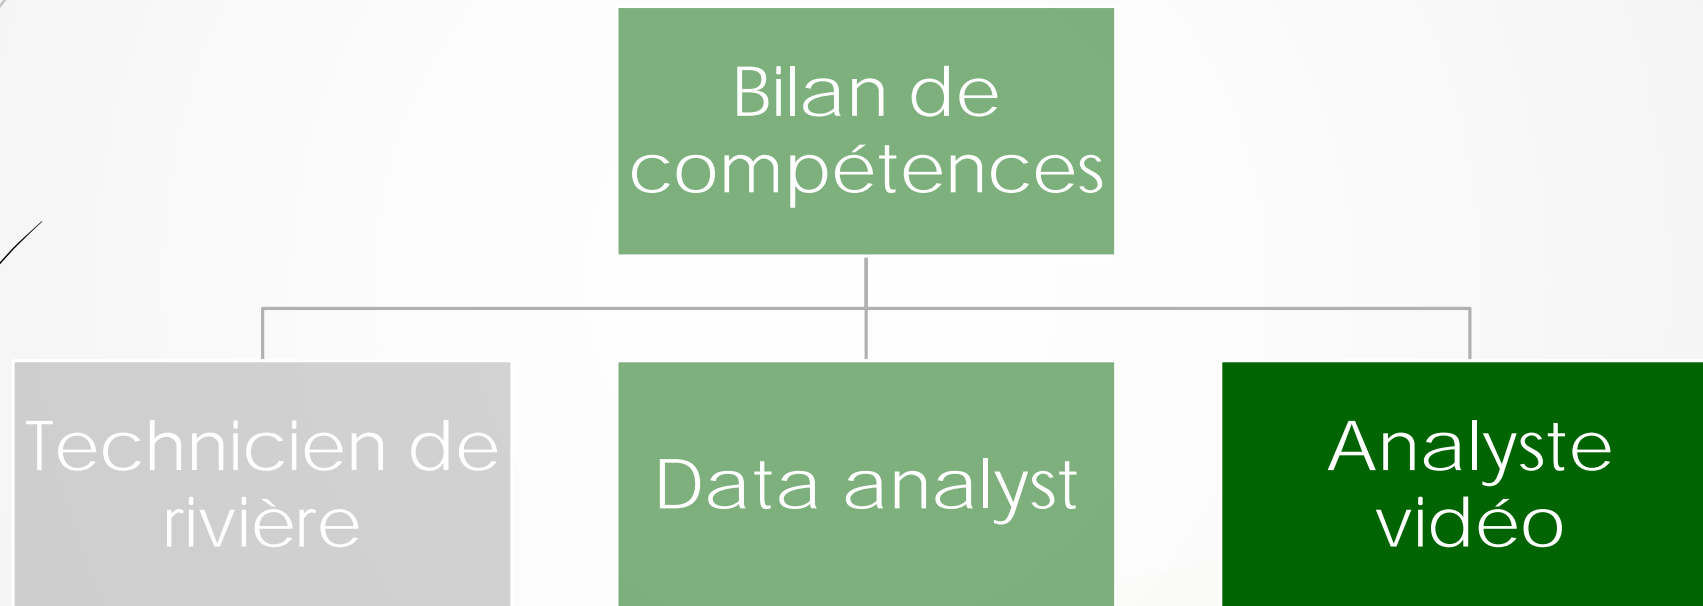 Bilan de
compétences
Technicien de
rivière
Data analyst
Analyste
vidéo